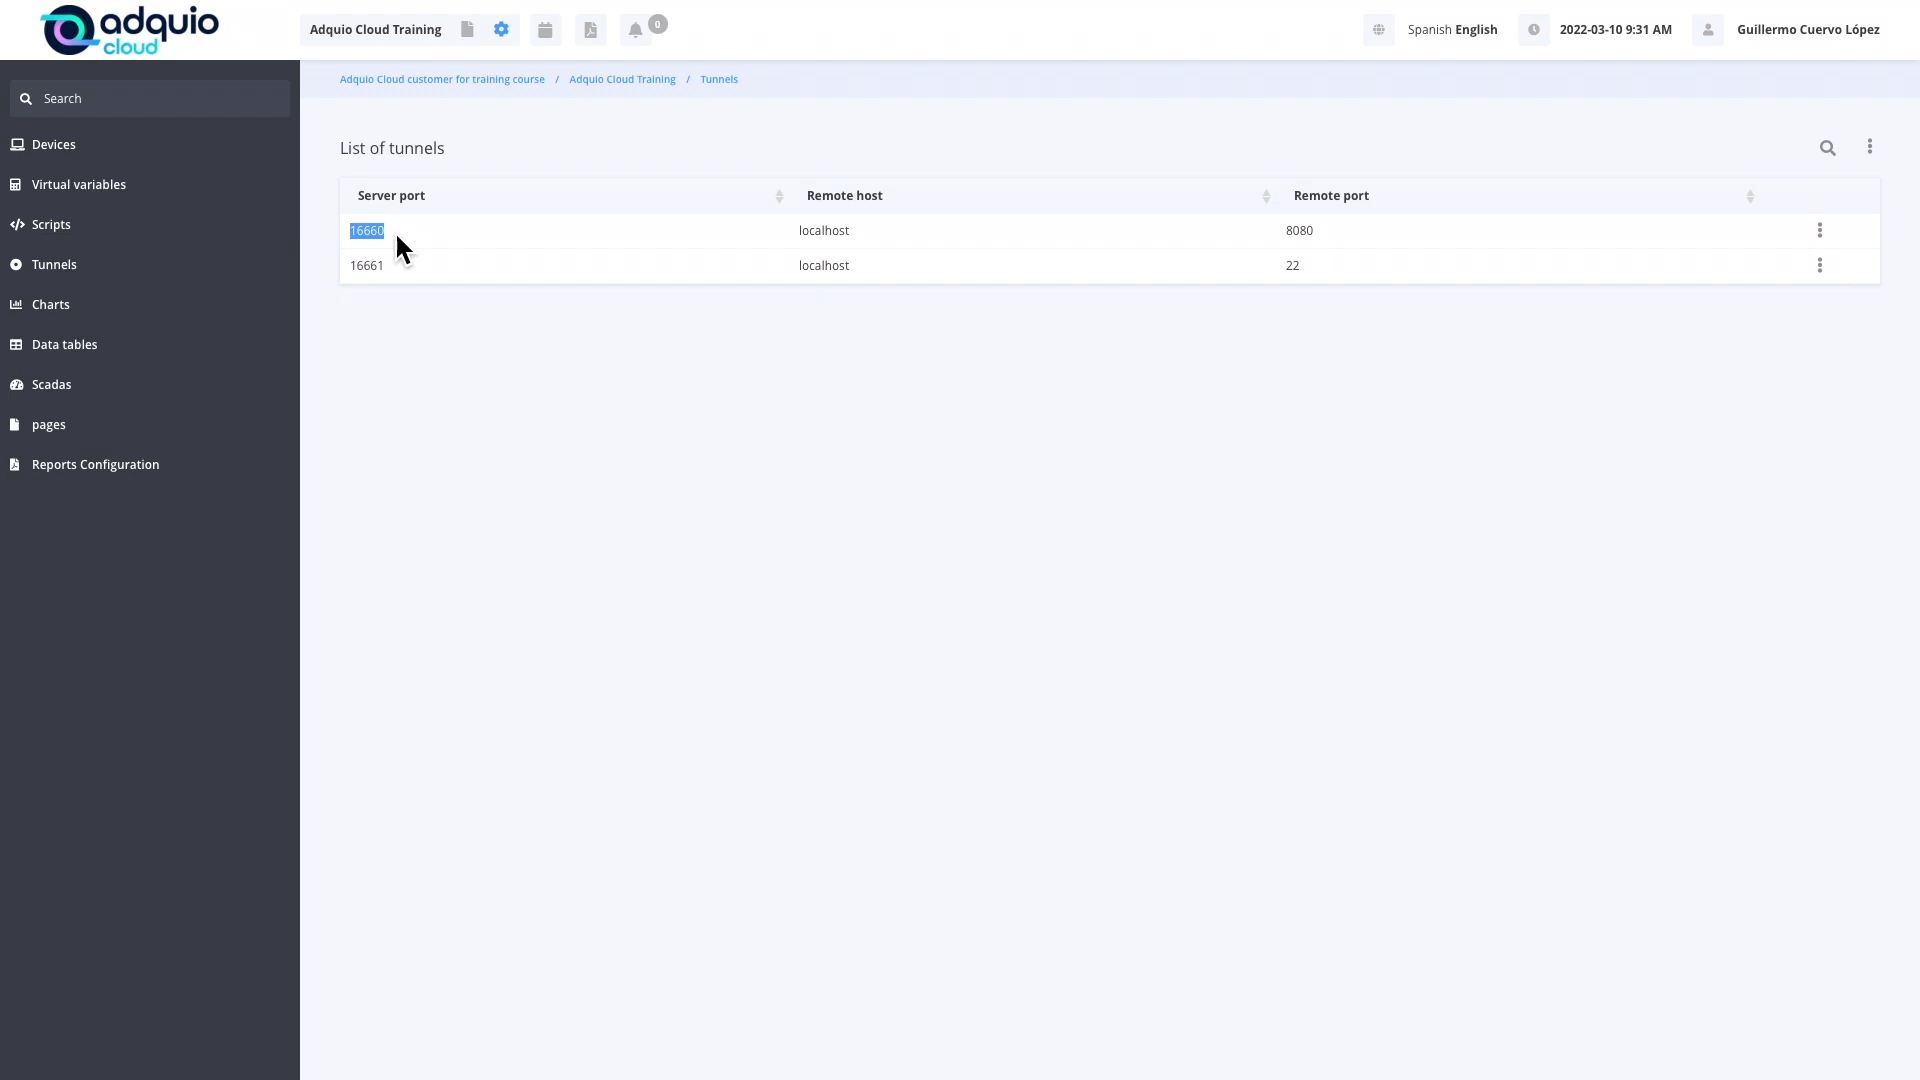 adquio
cloud
Adquio Cloud Training
0
Spanish English
2022-03-10 9:31 AM
Guillermo Cuervo López
Search
Devices
Virtual variables
Scripts
Tunnels
Charts
Data tables
Scadas
pages
Reports Configuration
Adquio Cloud customer for training course / Adquio Cloud Training / Tunnels
List of tunnels
Server port Remote host Remote port
16660 localhost 8080
16661 localhost 22